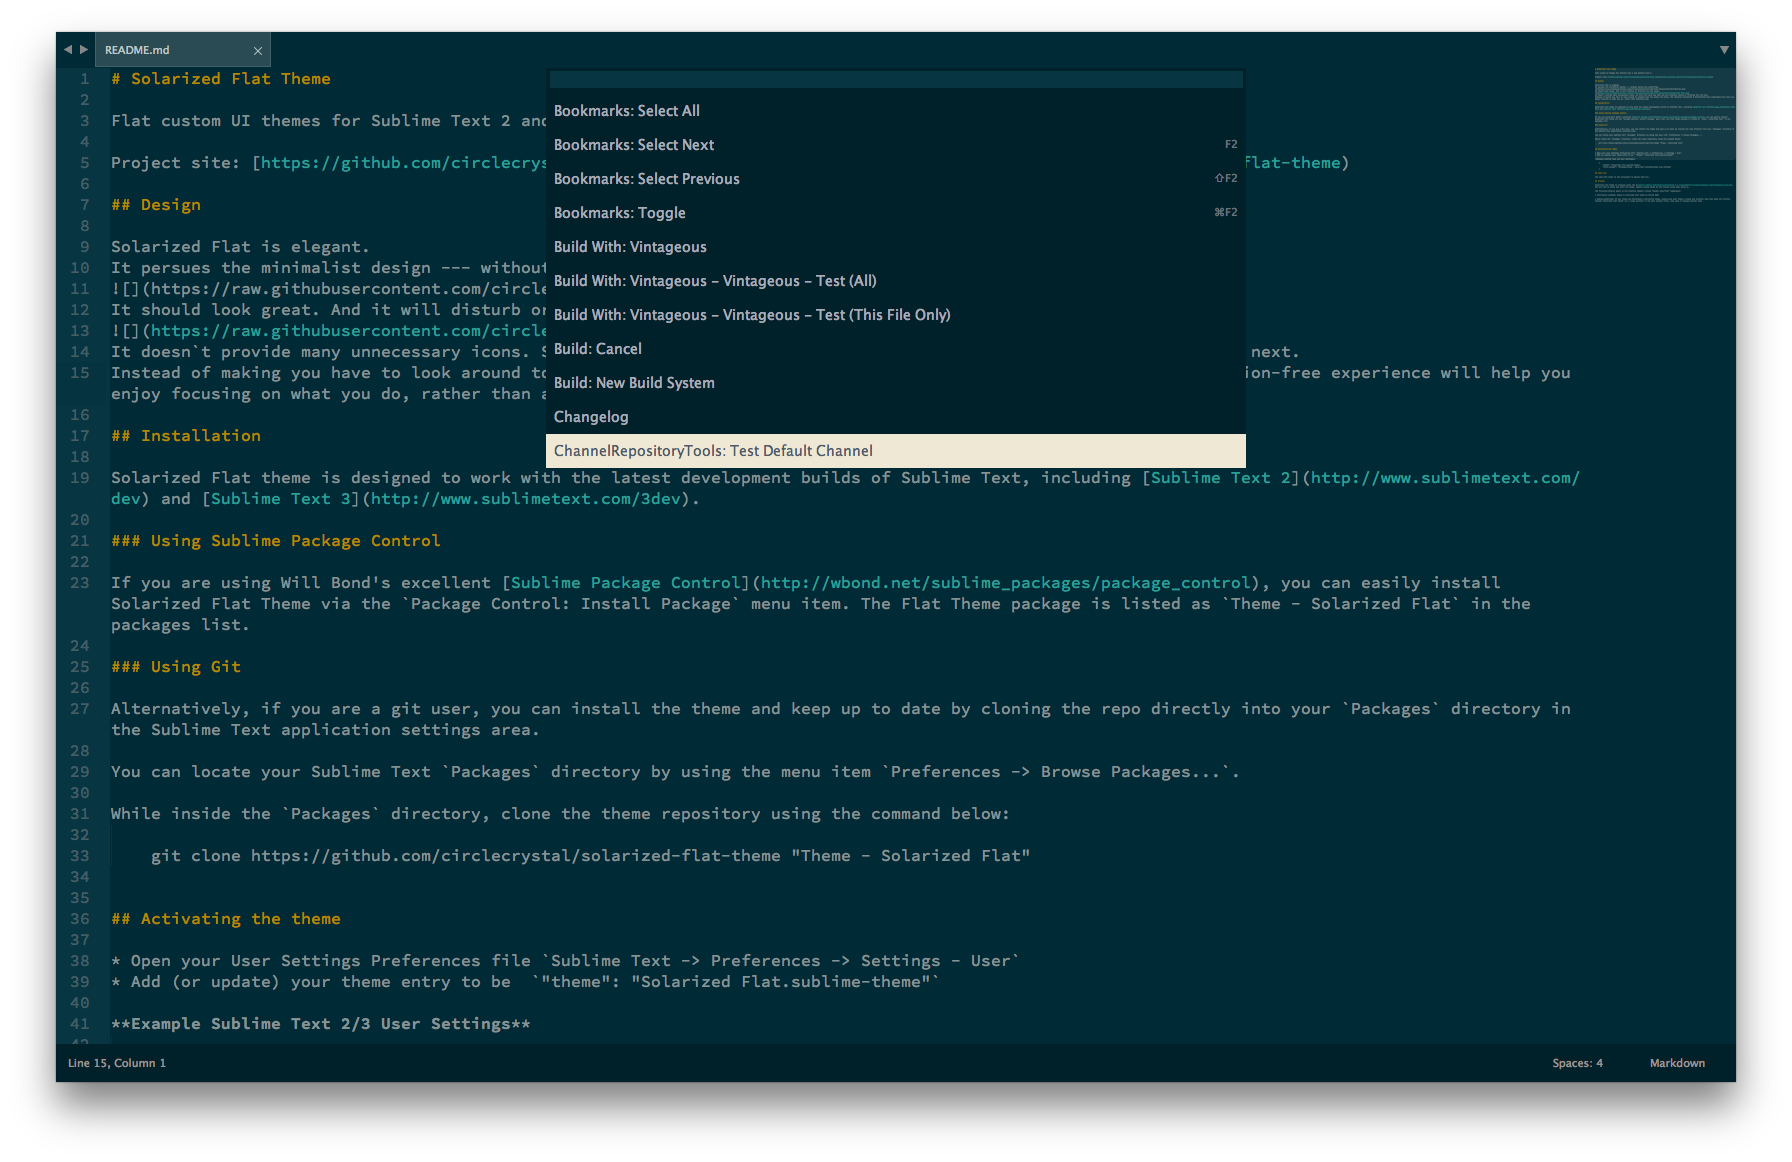 README.md ×
1 # Solarized Flat Theme
2
3 Flat custom UI themes for Sublime Text 2 and
4
5 Project site: [https://github.com/circlecrys flat-theme)
6
7 ## Design
8
9 Solarized Flat is elegant.
10 It persues the minimalist design --- without
11 ![](https://raw.githubusercontent.com/circle
12 It should look great. And it will disturb or
13 ![](https://raw.githubusercontent.com/circle
14 It doesn`t provide many unnecessary icons. S next.
15 Instead of making you have to look around to ion-free experience will help you
enjoy focusing on what you do, rather than a
16
17 ## Installation
18
19 Solarized Flat theme is designed to work with the latest development builds of Sublime Text, including [Sublime Text 2](http://www.sublimetext.com/
dev) and [Sublime Text 3](http://www.sublimetext.com/3dev).
20
21 ### Using Sublime Package Control
22
23 If you are using Will Bond's excellent [Sublime Package Control](http://wbond.net/sublime_packages/package_control), you can easily install
Solarized Flat Theme via the `Package Control: Install Package` menu item. The Flat Theme package is listed as `Theme - Solarized Flat` in the
packages list.
24
25 ### Using Git
26
27 Alternatively, if you are a git user, you can install the theme and keep up to date by cloning the repo directly into your `Packages` directory in
the Sublime Text application settings area.
28
29 You can locate your Sublime Text `Packages` directory by using the menu item `Preferences -> Browse Packages...`.
30
31 While inside the `Packages` directory, clone the theme repository using the command below:
32
33 git clone https://github.com/circlecrystal/solarized-flat-theme "Theme - Solarized Flat"
34
35
36 ## Activating the theme
37
38 * Open your User Settings Preferences file `Sublime Text -> Preferences -> Settings - User`
39 * Add (or update) your theme entry to be  `"theme": "Solarized Flat.sublime-theme"`
40
41 **Example Sublime Text 2/3 User Settings**
42
Bookmarks: Select All
Bookmarks: Select Next F2
Bookmarks: Select Previous ⇧F2
Bookmarks: Toggle ⌘F2
Build With: Vintageous
Build With: Vintageous – Vintageous – Test (All)
Build With: Vintageous – Vintageous – Test (This File Only)
Build: Cancel
Build: New Build System
Changelog
ChannelRepositoryTools: Test Default Channel
Line 15, Column 1 Spaces: 4 Markdown